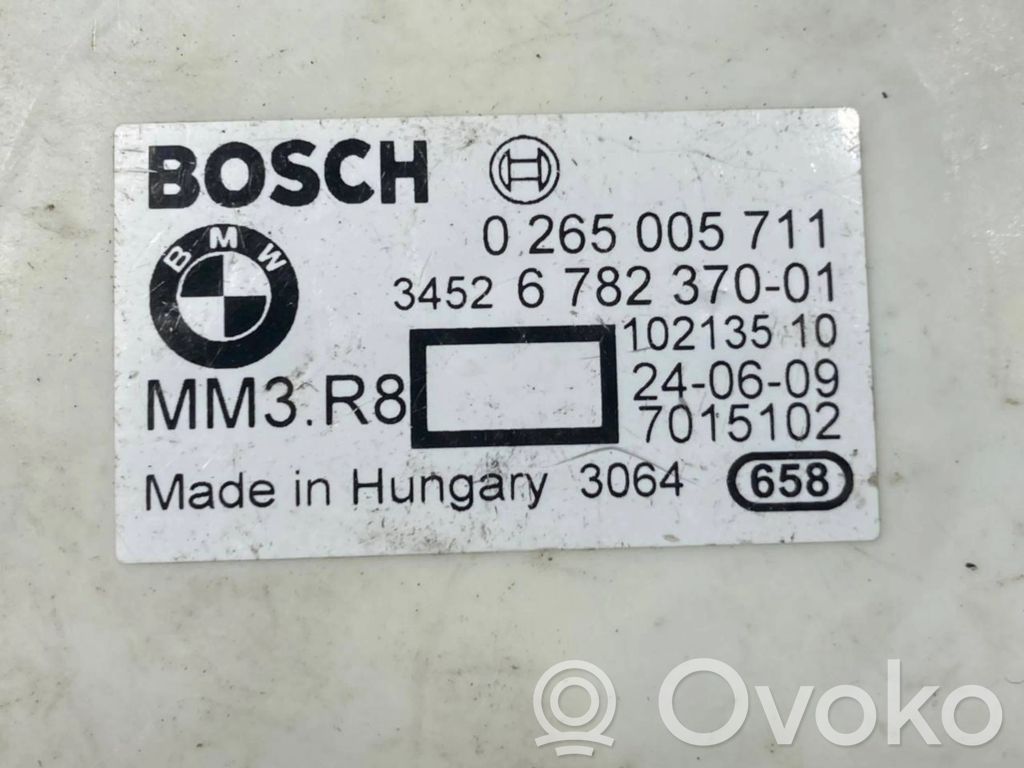 BOSCH
0 265 005 711
BMW
3452 6 782 370-01
102135 10
24-06-09
MM3.R8
7015102
Made in Hungary 3064 658
Ovoko